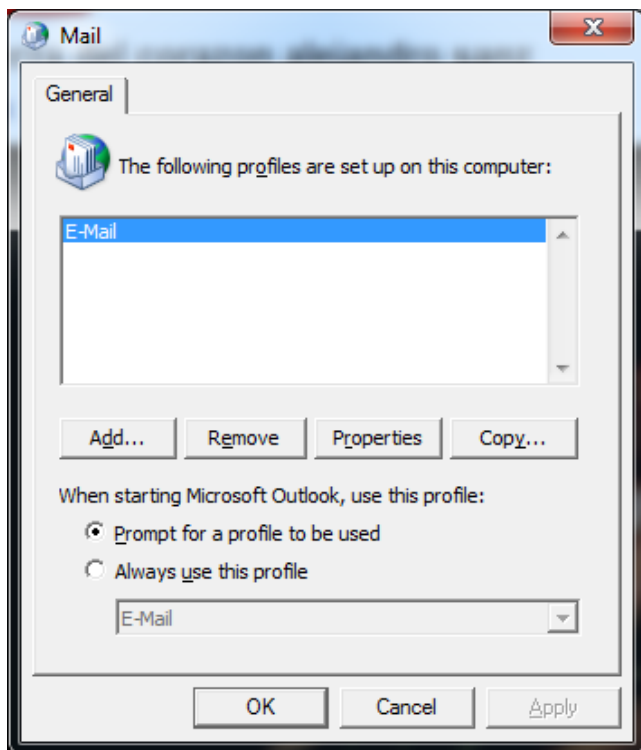 Mail
General
The following profiles are set up on this computer:
E-Mail
Add... Remove Properties Copy...
When starting Microsoft Outlook, use this profile:
Prompt for a profile to be used
Always use this profile
E-Mail
OK Cancel Apply